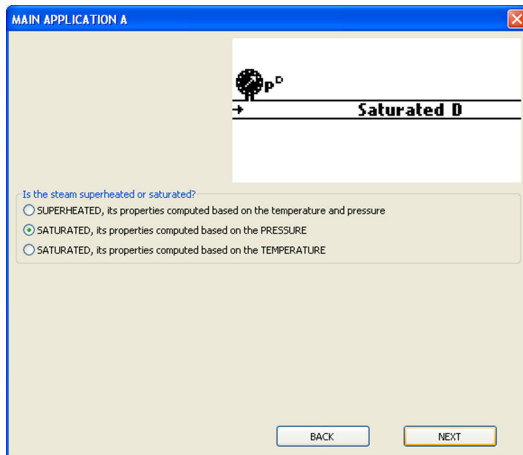 MAIN APPLICATION A
pD
Saturated D
Is the steam superheated or saturated?
SUPERHEATED, its properties computed based on the temperature and pressure
SATURATED, its properties computed based on the PRESSURE
SATURATED, its properties computed based on the TEMPERATURE
BACK
NEXT